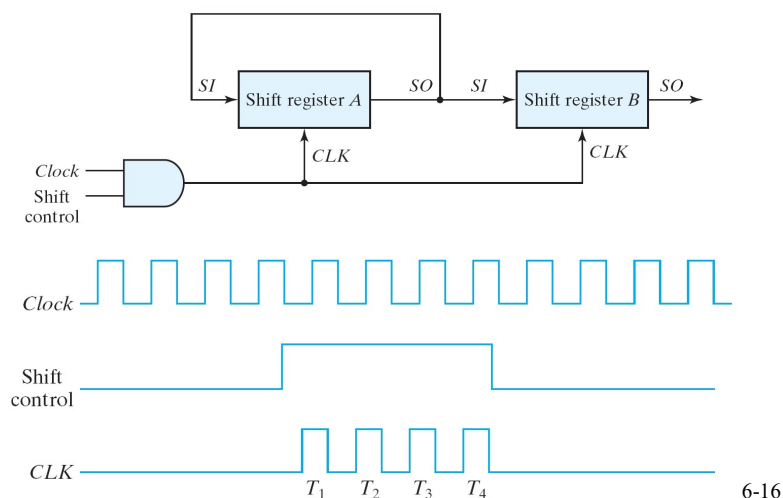 SI Shift register A SO SI Shift register B SO
CLK CLK
Clock
Shift
control
Clock
Shift
control
CLK
T1 T2 T3 T4
6-16